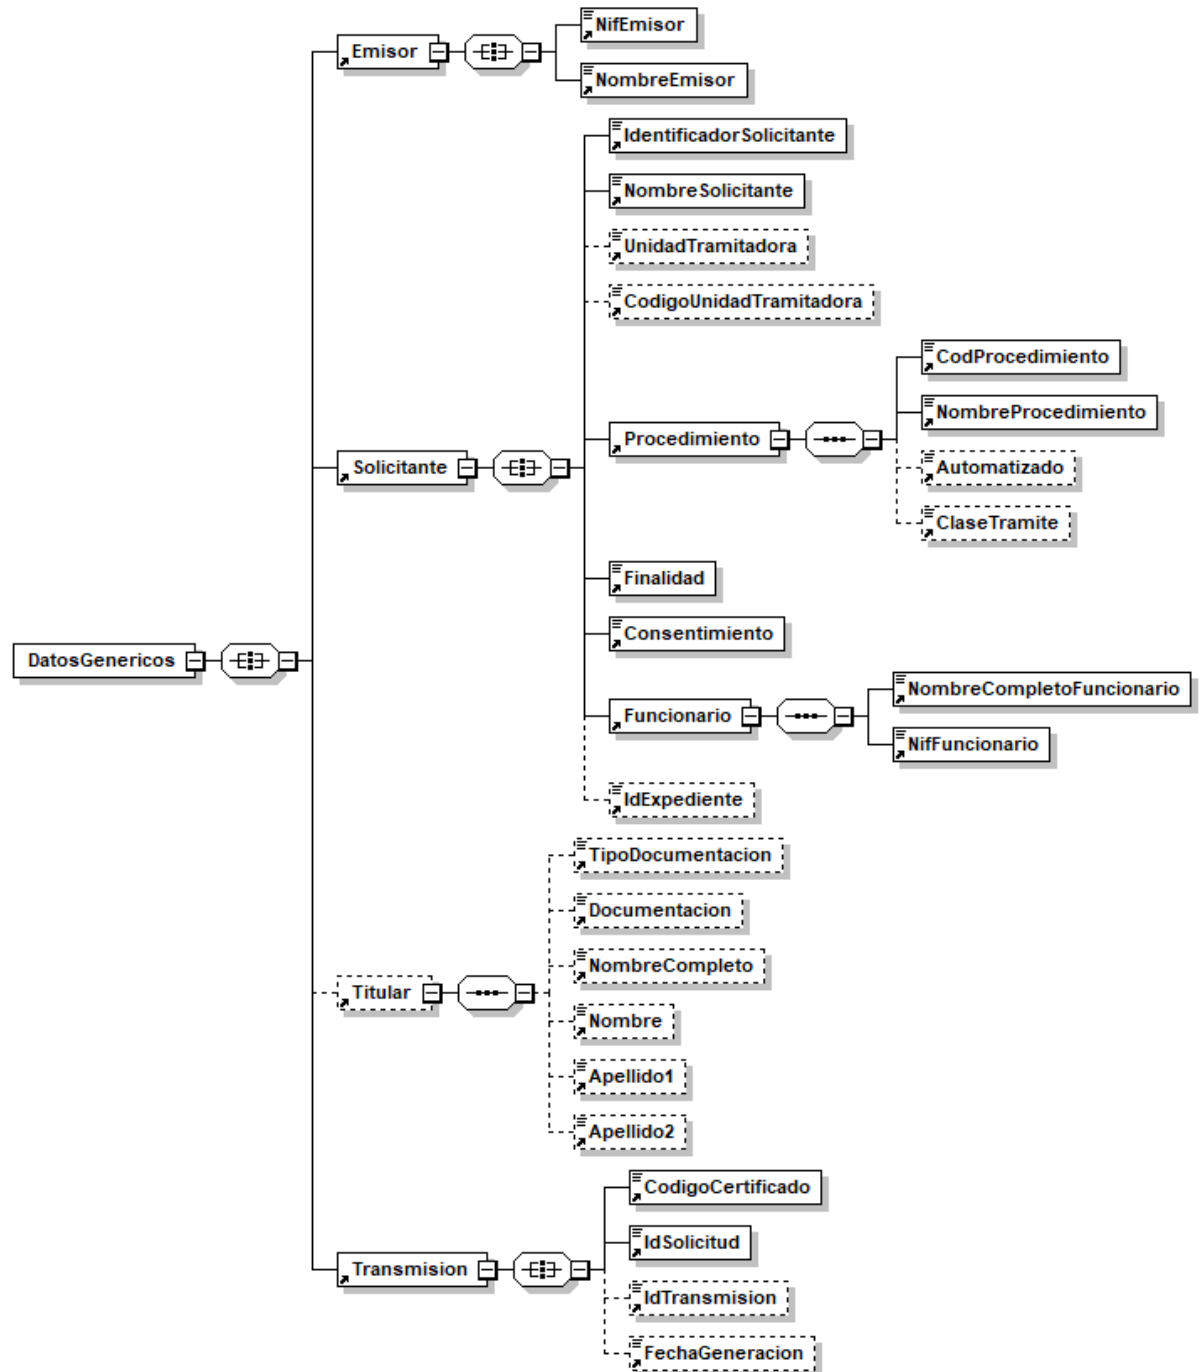 NifEmisor
Emisor
NombreEmisor
IdentificadorSolicitante
NombreSolicitante
UnidadTramitadora
CodigoUnidadTramitadora
CodProcedimiento
NombreProcedimiento
Procedimiento
Automatizado
Solicitante
ClaseTramite
Finalidad
Consentimiento
DatosGenericos
NombreCompletoFuncionario
Funcionario
NifFuncionario
IdExpediente
TipoDocumentacion
Documentacion
NombreCompleto
Titular
Nombre
Apellido1
Apellido2
CodigoCertificado
IdSolicitud
Transmision
IdTransmision
FechaGeneracion